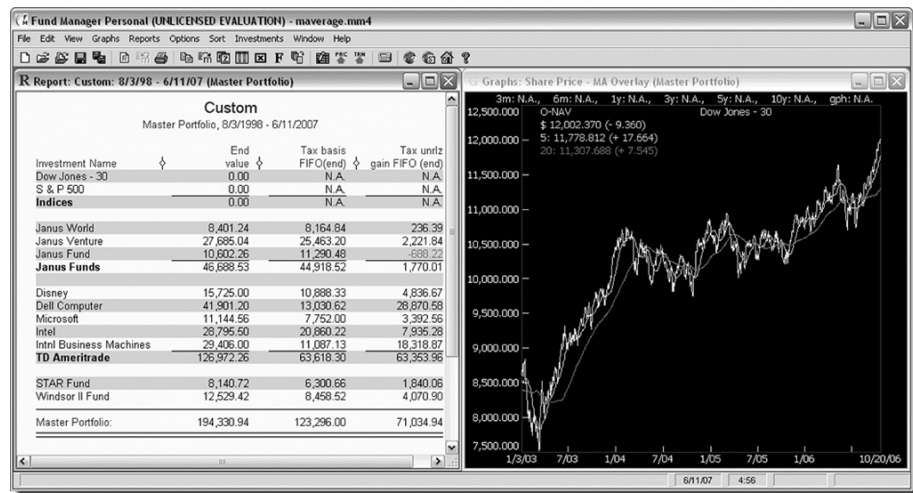 Fund Manager Personal (UNLICENSED EVALUATION) - maverage.mm4
File Edit View Graphs Reports Options Sort Investments Window Help
Report: Custom: 8/3/98 - 6/11/07 (Master Portfolio)
Custom
Master Portfolio, 8/3/1998 - 6/11/2007
End Tax basis Tax unrlz
Investment Name value FIFO(end) gain FIFO (end)
Dow Jones - 30 0.00 N.A. N.A.
S & P 500 0.00 N.A. N.A.
Indices 0.00 N.A. N.A.
Janus World 8,401.24 8,164.84 236.39
Janus Venture 27,685.04 25,463.20 2,221.84
Janus Fund 10,602.26 11,290.48 -688.22
Janus Funds 46,688.53 44,918.52 1,770.01
Disney 15,725.00 10,888.33 4,836.67
Dell Computer 41,901.20 13,030.62 28,870.58
Microsoft 11,144.56 7,752.00 3,392.56
Intel 28,795.50 20,860.22 7,935.28
Intnl Business Machines 29,406.00 11,087.13 18,318.87
TD Ameritrade 126,972.26 63,618.30 63,353.96
STAR Fund 8,140.72 6,300.66 1,840.06
Windsor II Fund 12,529.42 8,458.52 4,070.90
Master Portfolio: 194,330.94 123,296.00 71,034.94
Graphs: Share Price - MA Overlay (Master Portfolio)
3m: N.A., 6m: N.A., 1yr: N.A., 3yr: N.A., 5yr: N.A., 10yr: N.A., gph: N.A.
O-NAV Dow Jones - 30
$ 12,002.370 (- 9.360)
5: 11,778.812 (+ 17.664)
20: 11,307.688 (+ 7.545)
12,500.000
12,000.000
11,500.000
11,000.000
10,500.000
10,000.000
9,500.000
9,000.000
8,500.000
8,000.000
7,500.000
1/3/03 7/03 1/04 7/04 1/05 7/05 1/06 10/20/06
6/11/07 4:56